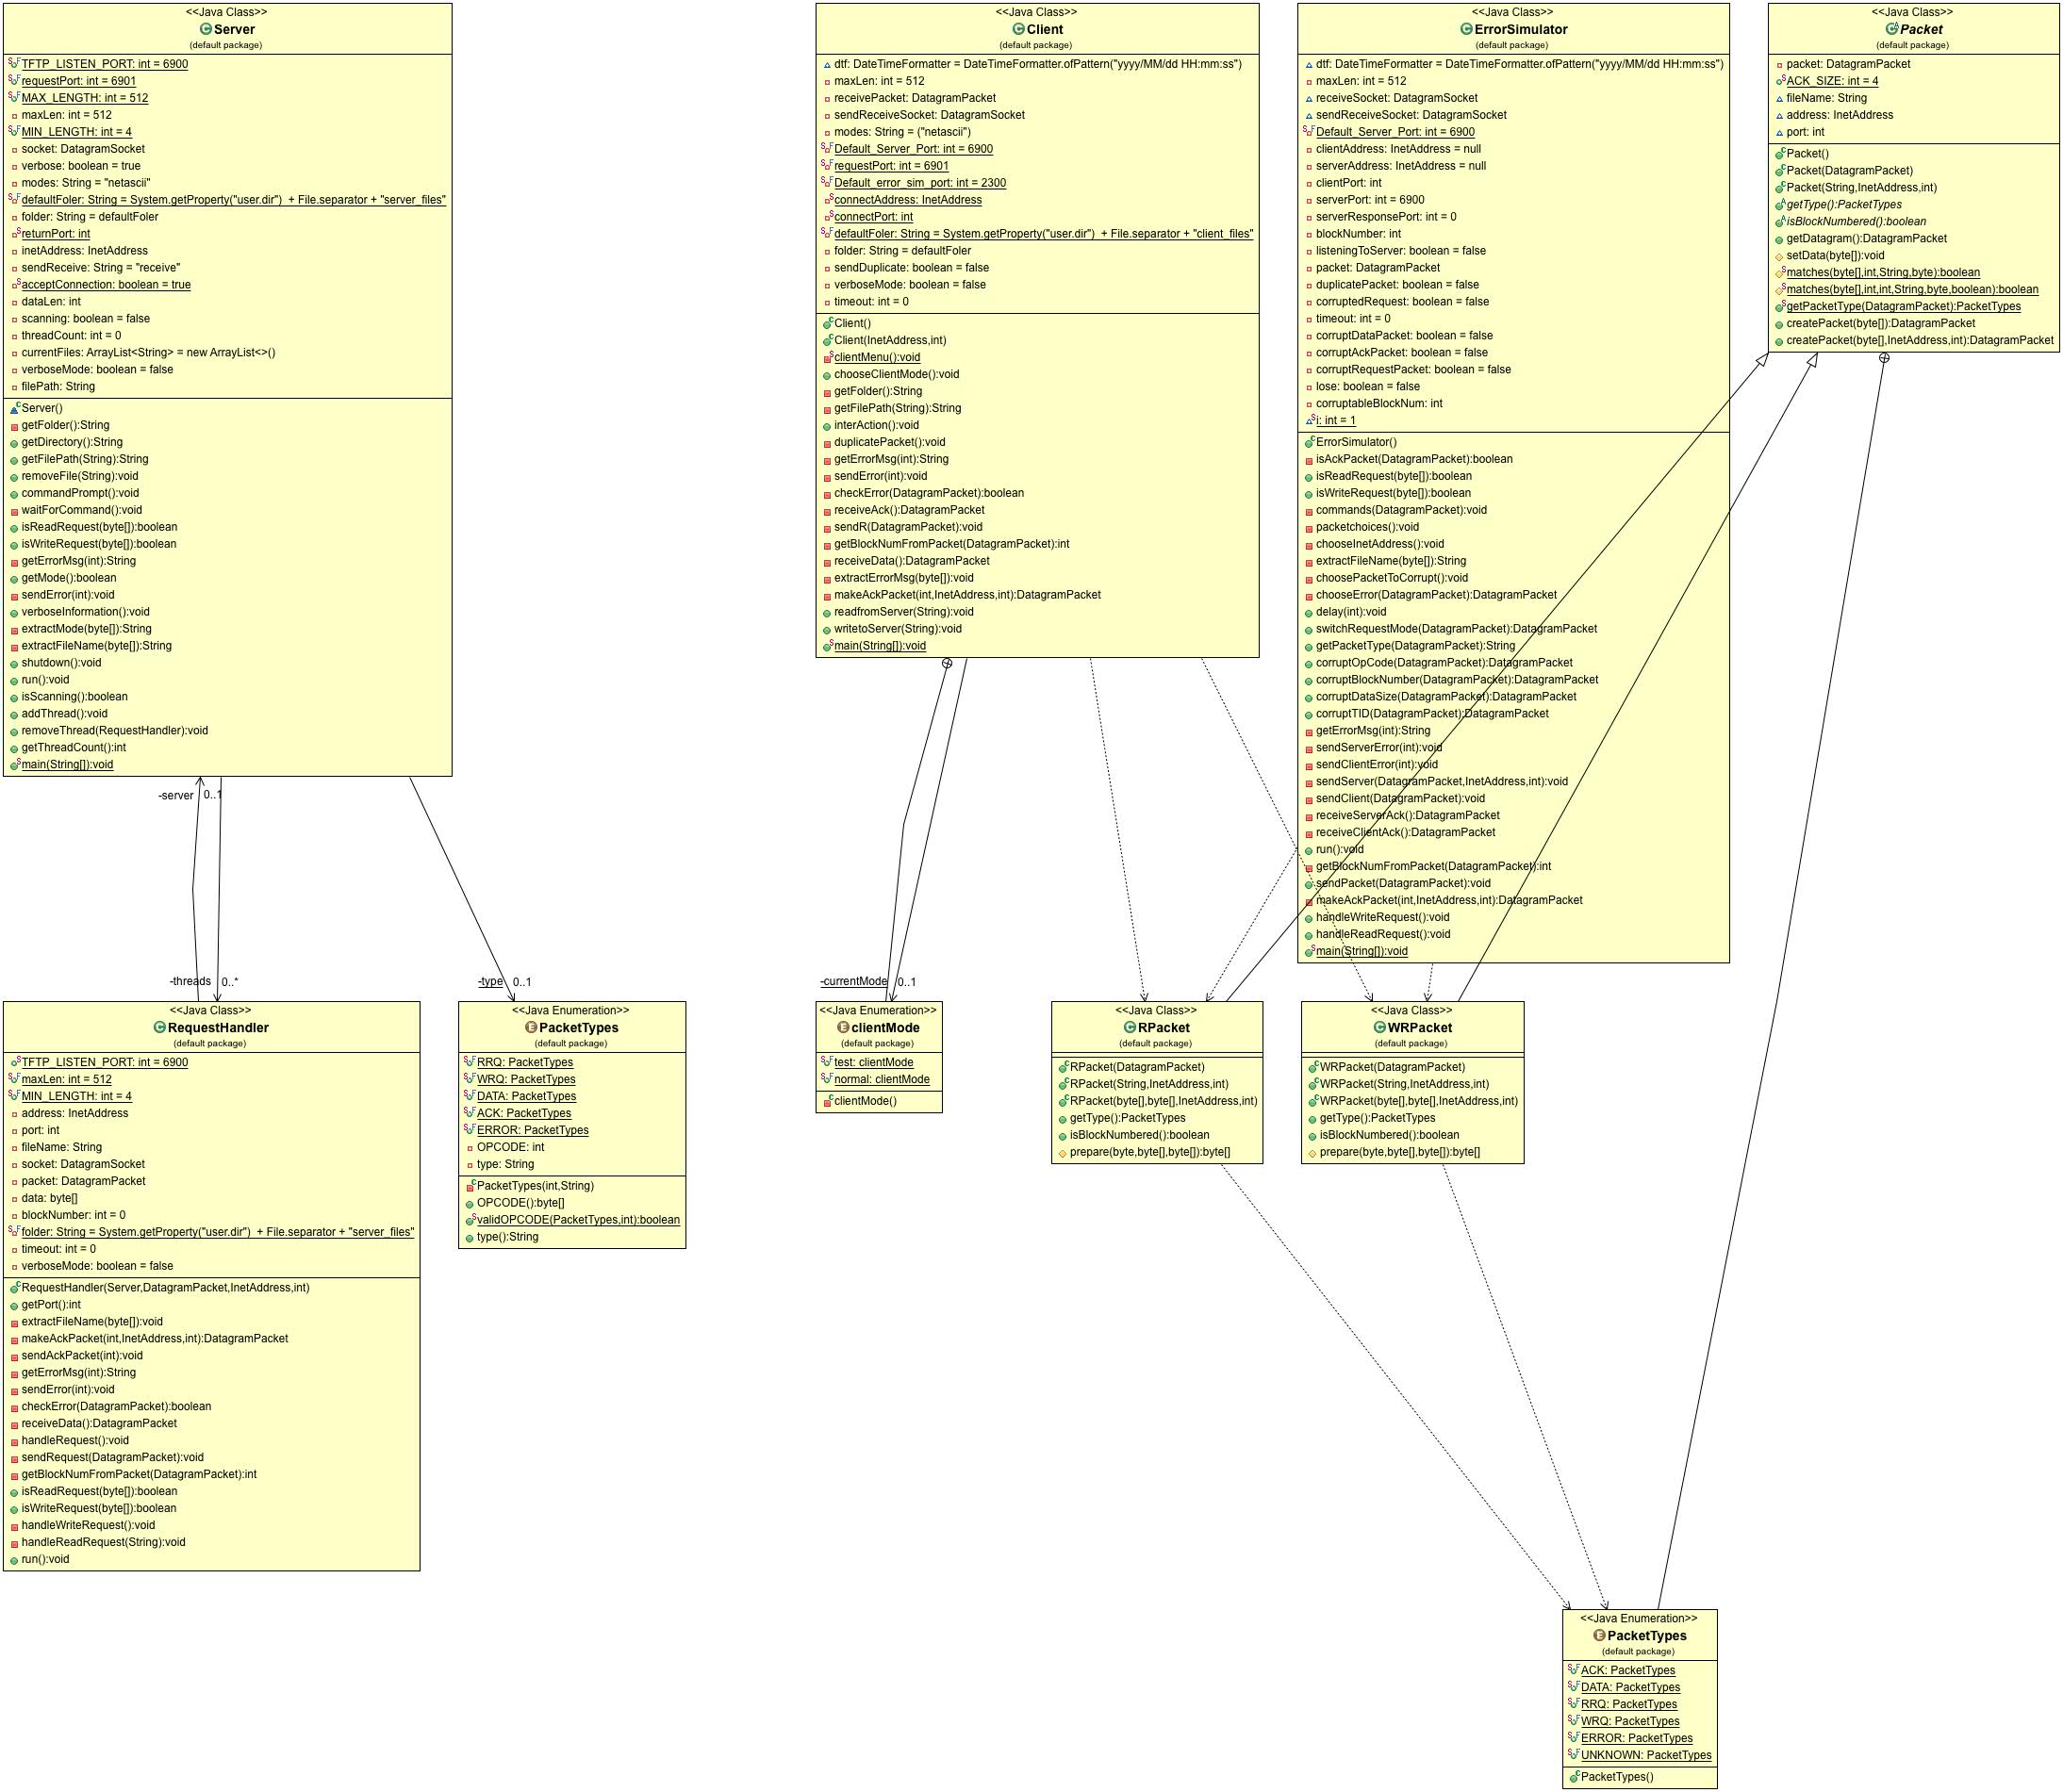 <<Java Class>>
Server
(default package)
TFTP_LISTEN_PORT: int = 6900
requestPort: int = 6901
MAX_LENGTH: int = 512
maxLen: int = 512
MIN_LENGTH: int = 4
socket: DatagramSocket
verbose: boolean = true
modes: String = "netascii"
defaultFoler: String = System.getProperty("user.dir")  + File.separator + "server_files"
folder: String = defaultFoler
returnPort: int
inetAddress: InetAddress
sendReceive: String = "receive"
acceptConnection: boolean = true
dataLen: int
scanning: boolean = false
threadCount: int = 0
currentFiles: ArrayList<String> = new ArrayList<>()
verboseMode: boolean = false
filePath: String
Server()
getFolder():String
getDirectory():String
getFilePath(String):String
removeFile(String):void
commandPrompt():void
waitForCommand():void
isReadRequest(byte[]):boolean
isWriteRequest(byte[]):boolean
getErrorMsg(int):String
getMode():boolean
sendError(int):void
verboseInformation():void
extractMode(byte[]):String
extractFileName(byte[]):String
shutdown():void
run():void
isScanning():boolean
addThread():void
removeThread(RequestHandler):void
getThreadCount():int
main(String[]):void
<<Java Class>>
Client
(default package)
dtf: DateTimeFormatter = DateTimeFormatter.ofPattern("yyyy/MM/dd HH:mm:ss")
maxLen: int = 512
receivePacket: DatagramPacket
sendReceiveSocket: DatagramSocket
modes: String = ("netascii")
Default_Server_Port: int = 6900
requestPort: int = 6901
Default_error_sim_port: int = 2300
connectAddress: InetAddress
connectPort: int
defaultFoler: String = System.getProperty("user.dir")  + File.separator + "client_files"
folder: String = defaultFoler
sendDuplicate: boolean = false
verboseMode: boolean = false
timeout: int = 0
Client()
Client(InetAddress,int)
clientMenu():void
chooseClientMode():void
getFolder():String
getFilePath(String):String
interAction():void
duplicatePacket():void
getErrorMsg(int):String
sendError(int):void
checkError(DatagramPacket):boolean
receiveAck():DatagramPacket
sendR(DatagramPacket):void
getBlockNumFromPacket(DatagramPacket):int
receiveData():DatagramPacket
extractErrorMsg(byte[]):void
makeAckPacket(int,InetAddress,int):DatagramPacket
readfromServer(String):void
writetoServer(String):void
main(String[]):void
<<Java Class>>
ErrorSimulator
(default package)
dtf: DateTimeFormatter = DateTimeFormatter.ofPattern("yyyy/MM/dd HH:mm:ss")
maxLen: int = 512
receiveSocket: DatagramSocket
sendReceiveSocket: DatagramSocket
Default_Server_Port: int = 6900
clientAddress: InetAddress = null
serverAddress: InetAddress = null
clientPort: int
serverPort: int = 6900
serverResponsePort: int = 0
blockNumber: int
listeningToServer: boolean = false
packet: DatagramPacket
duplicatePacket: boolean = false
corruptedRequest: boolean = false
timeout: int = 0
corruptDataPacket: boolean = false
corruptAckPacket: boolean = false
corruptRequestPacket: boolean = false
lose: boolean = false
corruptableBlockNum: int
i: int = 1
ErrorSimulator()
isAckPacket(DatagramPacket):boolean
isReadRequest(byte[]):boolean
isWriteRequest(byte[]):boolean
commands(DatagramPacket):void
packetchoices():void
chooseInetAddress():void
extractFileName(byte[]):String
choosePacketToCorrupt():void
chooseError(DatagramPacket):DatagramPacket
delay(int):void
switchRequestMode(DatagramPacket):DatagramPacket
getPacketType(DatagramPacket):String
corruptOpCode(DatagramPacket):DatagramPacket
corruptBlockNumber(DatagramPacket):DatagramPacket
corruptDataSize(DatagramPacket):DatagramPacket
corruptTID(DatagramPacket):DatagramPacket
getErrorMsg(int):String
sendServerError(int):void
sendClientError(int):void
sendServer(DatagramPacket,InetAddress,int):void
sendClient(DatagramPacket):void
receiveServerAck():DatagramPacket
receiveClientAck():DatagramPacket
run():void
getBlockNumFromPacket(DatagramPacket):int
sendPacket(DatagramPacket):void
makeAckPacket(int,InetAddress,int):DatagramPacket
handleWriteRequest():void
handleReadRequest():void
main(String[]):void
<<Java Class>>
Packet
(default package)
packet: DatagramPacket
ACK_SIZE: int = 4
fileName: String
address: InetAddress
port: int
Packet()
Packet(DatagramPacket)
Packet(String,InetAddress,int)
getType():PacketTypes
isBlockNumbered():boolean
getDatagram():DatagramPacket
setData(byte[]):void
matches(byte[],int,String,byte):boolean
matches(byte[],int,int,String,byte,boolean):boolean
getPacketType(DatagramPacket):PacketTypes
createPacket(byte[]):DatagramPacket
createPacket(byte[],InetAddress,int):DatagramPacket
-server 0..1
-threads 0..*
-type 0..1
-currentMode 0..1
<<Java Class>>
RequestHandler
(default package)
TFTP_LISTEN_PORT: int = 6900
maxLen: int = 512
MIN_LENGTH: int = 4
address: InetAddress
port: int
fileName: String
socket: DatagramSocket
packet: DatagramPacket
data: byte[]
blockNumber: int = 0
folder: String = System.getProperty("user.dir")  + File.separator + "server_files"
timeout: int = 0
verboseMode: boolean = false
RequestHandler(Server,DatagramPacket,InetAddress,int)
getPort():int
extractFileName(byte[]):void
makeAckPacket(int,InetAddress,int):DatagramPacket
sendAckPacket(int):void
getErrorMsg(int):String
sendError(int):void
checkError(DatagramPacket):boolean
receiveData():DatagramPacket
handleRequest():void
sendRequest(DatagramPacket):void
getBlockNumFromPacket(DatagramPacket):int
isReadRequest(byte[]):boolean
isWriteRequest(byte[]):boolean
handleWriteRequest():void
handleReadRequest(String):void
run():void
<<Java Enumeration>>
PacketTypes
(default package)
RRQ: PacketTypes
WRQ: PacketTypes
DATA: PacketTypes
ACK: PacketTypes
ERROR: PacketTypes
OPCODE: int
type: String
PacketTypes(int,String)
OPCODE():byte[]
validOPCODE(PacketTypes,int):boolean
type():String
<<Java Enumeration>>
clientMode
(default package)
test: clientMode
normal: clientMode
clientMode()
<<Java Class>>
RPacket
(default package)
RPacket(DatagramPacket)
RPacket(String,InetAddress,int)
RPacket(byte[],byte[],InetAddress,int)
getType():PacketTypes
isBlockNumbered():boolean
prepare(byte,byte[],byte[]):byte[]
<<Java Class>>
WRPacket
(default package)
WRPacket(DatagramPacket)
WRPacket(String,InetAddress,int)
WRPacket(byte[],byte[],InetAddress,int)
getType():PacketTypes
isBlockNumbered():boolean
prepare(byte,byte[],byte[]):byte[]
<<Java Enumeration>>
PacketTypes
(default package)
ACK: PacketTypes
DATA: PacketTypes
RRQ: PacketTypes
WRQ: PacketTypes
ERROR: PacketTypes
UNKNOWN: PacketTypes
PacketTypes()